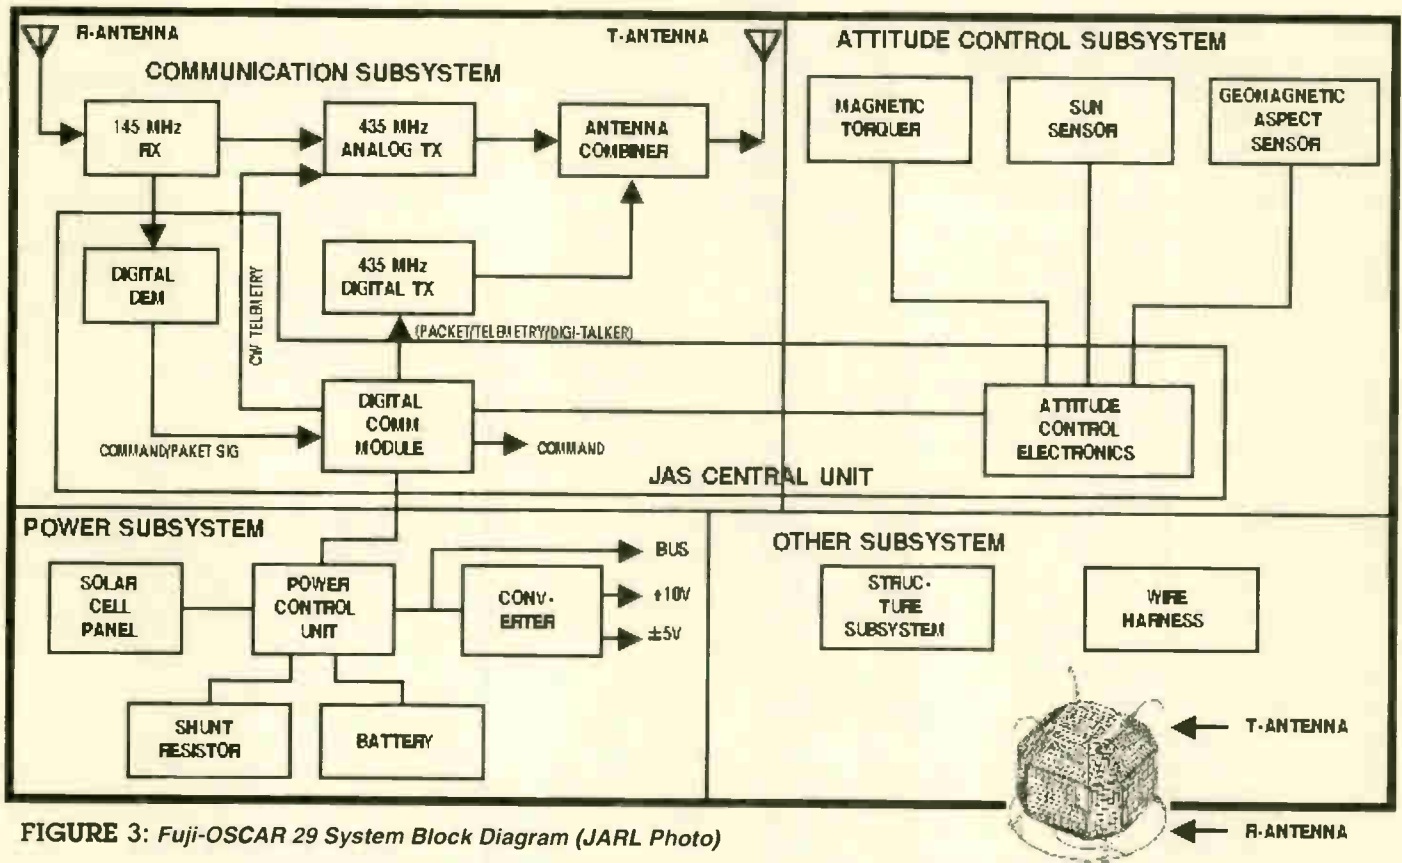 R-ANTENNA
T-ANTENNA
COMMUNICATION SUBSYSTEM
145 MHz
RX
435 MHz
ANALOG TX
ANTENNA
COMBINER
DIGITAL
DEM
CW TELEMETRY
435 MHz
DIGITAL TX
(PACKET/TELEMETRY/DIGI-TALKER)
DIGITAL
COMM
MODULE
COMMAND/PAKET SIG
COMMAND
JAS CENTRAL UNIT
ATTITUDE CONTROL SUBSYSTEM
MAGNETIC
TORQUER
SUN
SENSOR
GEOMAGNETIC
ASPECT
SENSOR
ATTITUDE
CONTROL
ELECTRONICS
POWER SUBSYSTEM
SOLAR
CELL
PANEL
POWER
CONTROL
UNIT
CONV-
ERTER
BUS
+10V
±5V
SHUNT
RESISTOR
BATTERY
OTHER SUBSYSTEM
STRUC-
TURE
SUBSYSTEM
WIRE
HARNESS
T-ANTENNA
R-ANTENNA
FIGURE 3: Fuji-OSCAR 29 System Block Diagram (JARL Photo)